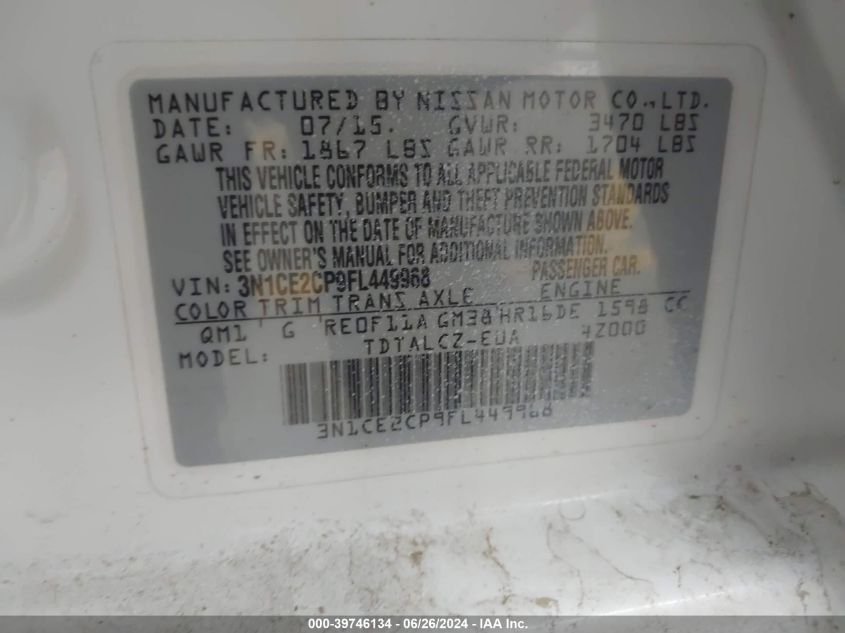 MANUFACTURED BY NISSAN MOTOR CO.,LTD.
DATE: 07/15. GVWR: 3470 LBS
GAWR FR: 1867 LBS GAWR RR: 1704 LBS
THIS VEHICLE CONFORMS TO ALL APPLICABLE FEDERAL MOTOR
VEHICLE SAFETY, BUMPER AND THEFT PREVENTION STANDARDS
IN EFFECT ON THE DATE OF MANUFACTURE SHOWN ABOVE.
SEE OWNER'S MANUAL FOR ADDITIONAL INFORMATION.
VIN: 3N1CE2CP9FL449968 PASSENGER CAR.
COLOR TRIM TRANS AXLE ENGINE
QM1 G RE0F11A GM38 HR16DE 1598 CC
MODEL: TDTALCZ-EUA 42000
3N1CE2CP9FL449968
000-39746134 - 06/26/2024 - IAA Inc.